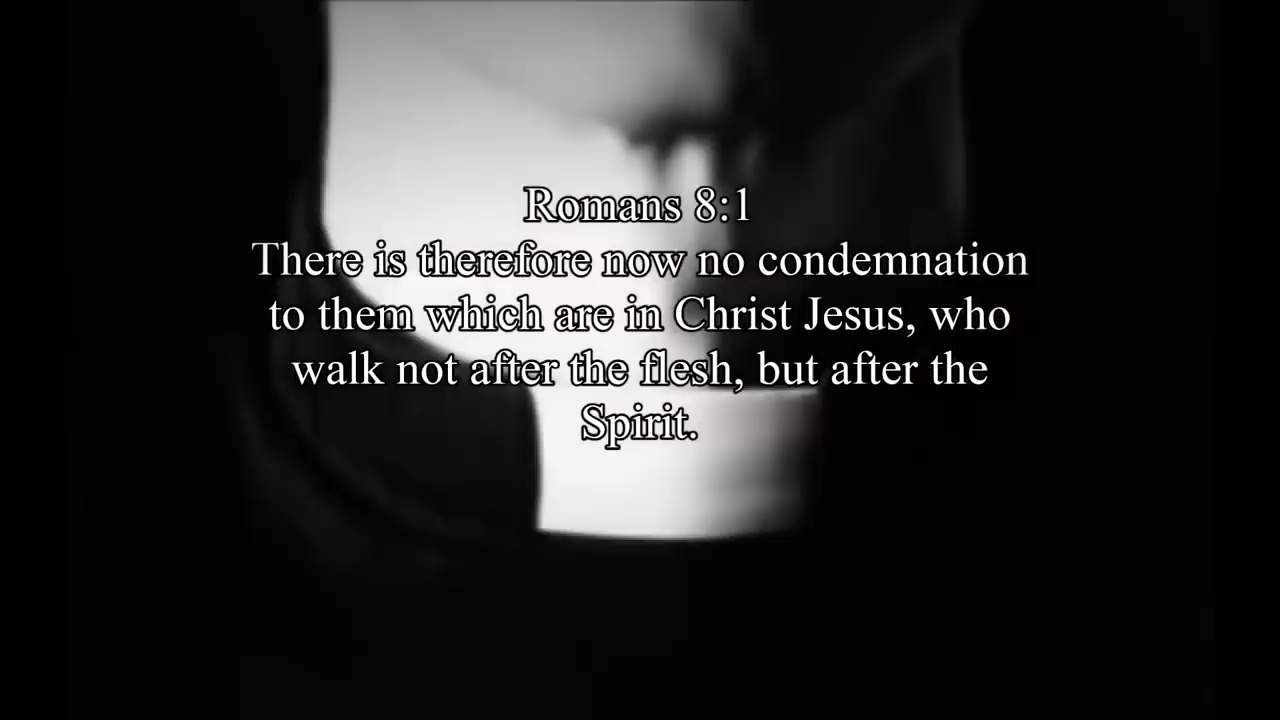 Romans 8:1
There is therefore now no condemnation
to them which are in Christ Jesus, who
walk not after the flesh, but after the
Spirit.